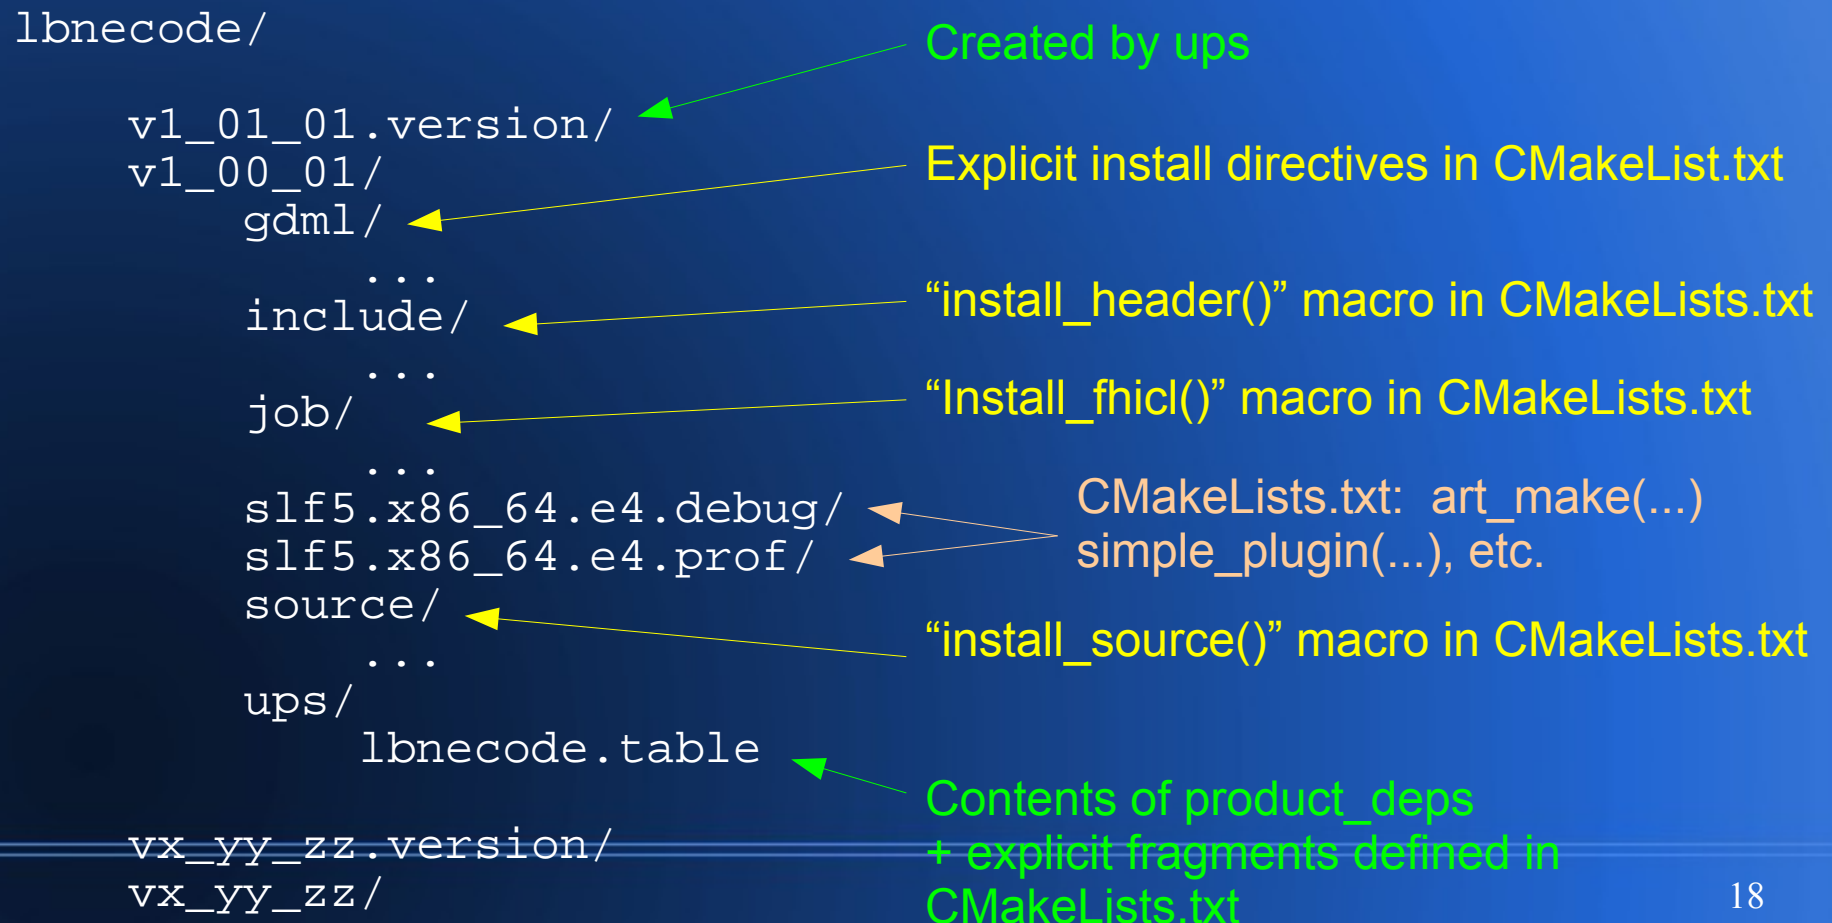 lbnecode/
Created by ups
v1_01_01.version/
v1_00_01/
Explicit install directives in CMakeList.txt
gdml/
...
“install_header()” macro in CMakeLists.txt
include/
...
“Install_fhicl()” macro in CMakeLists.txt
job/
...
slf5.x86_64.e4.debug/
slf5.x86_64.e4.prof/
CMakeLists.txt: art_make(...)
simple_plugin(...), etc.
source/
“install_source()” macro in CMakeLists.txt
...
ups/
lbnecode.table
Contents of product_deps
+ explicit fragments defined in
CMakeLists.txt
vx_yy_zz.version/
vx_yy_zz/
18